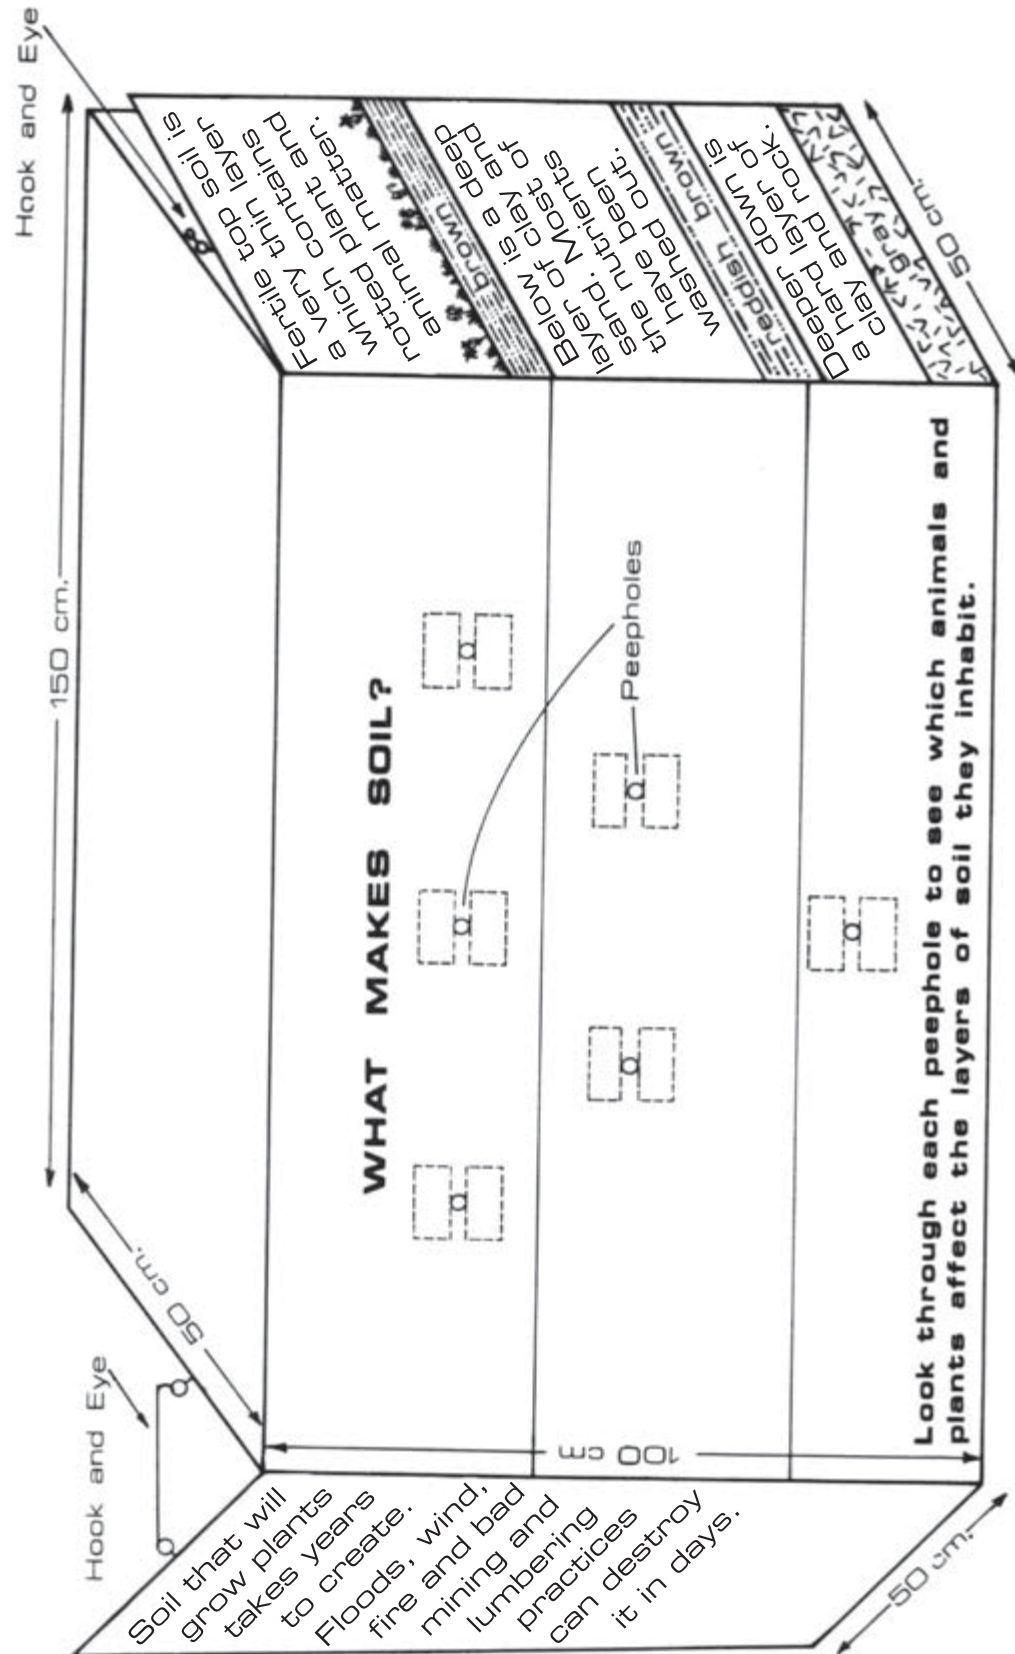 Hook and Eye
150 cm.
50 cm.
Hook and Eye
Soil that will
grow plants
takes years
to create.
Floods, wind,
fire and bad
mining and
lumbering
practices
can destroy
it in days.
50 cm.
WHAT MAKES SOIL?
Peepholes
100 cm
Look through each peephole to see which animals and
plants affect the layers of soil they inhabit.
Fertile top soil is
a very thin layer
which contains
rotted plant and
animal matter.
brown
Below is a deep
layer of clay and
sand. Most of
the nutrients
have been
washed out.
reddish brown
Deeper down is
a hard layer of
clay and rock.
gray
50 cm.